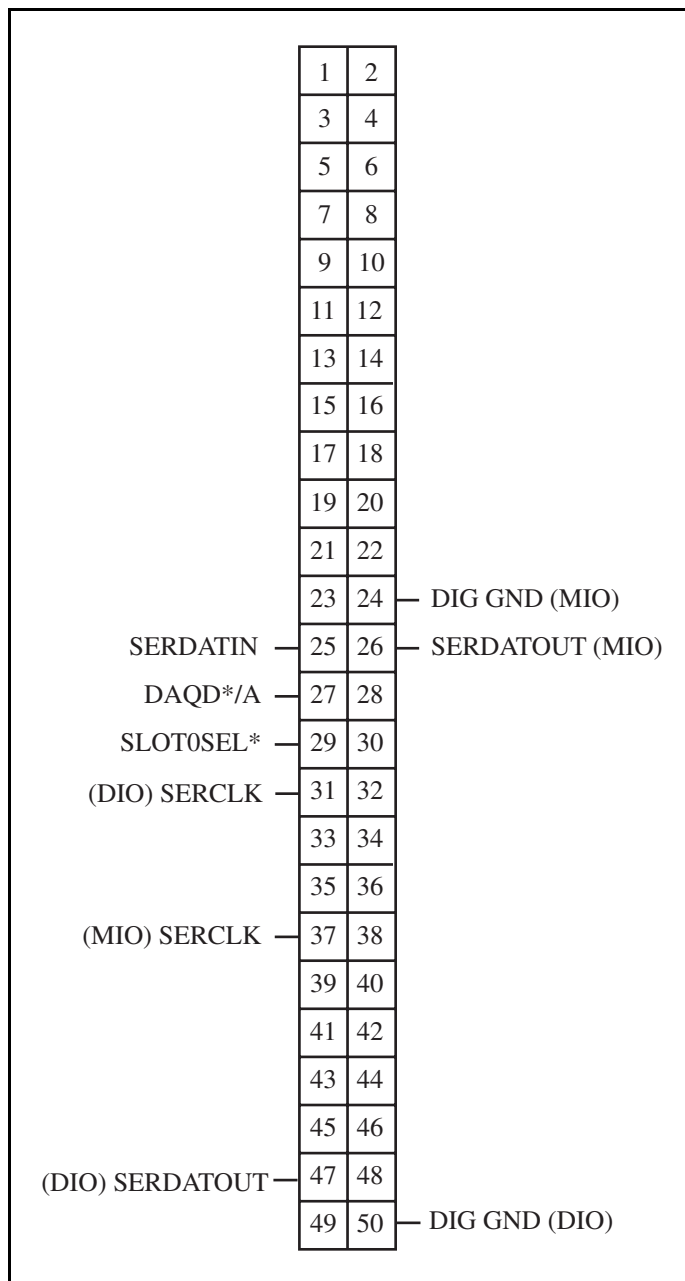 1 2
3 4
5 6
7 8
9 10
11 12
13 14
15 16
17 18
19 20
21 22
23 24 DIG GND (MIO)
SERDATIN 25 26 SERDATOUT (MIO)
DAQD*/A 27 28
SLOT0SEL* 29 30
(DIO) SERCLK 31 32
33 34
35 36
(MIO) SERCLK 37 38
39 40
41 42
43 44
45 46
(DIO) SERDATOUT 47 48
49 50 DIG GND (DIO)